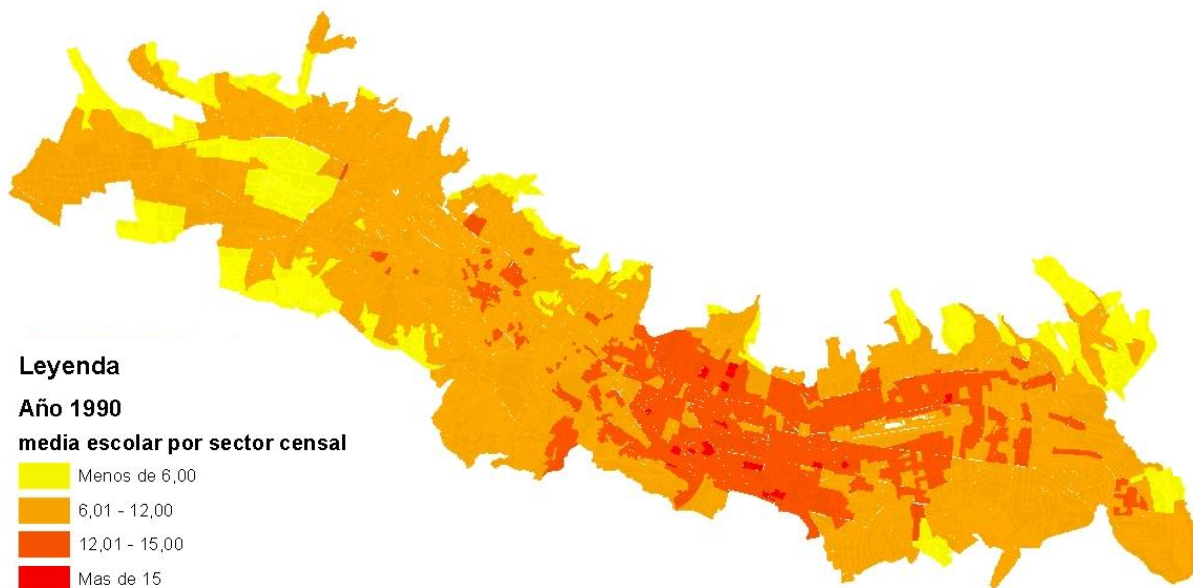 Leyenda
Año 1990
media escolar por sector censal
Menos de 6,00
6,01 - 12,00
12,01 - 15,00
Mas de 15